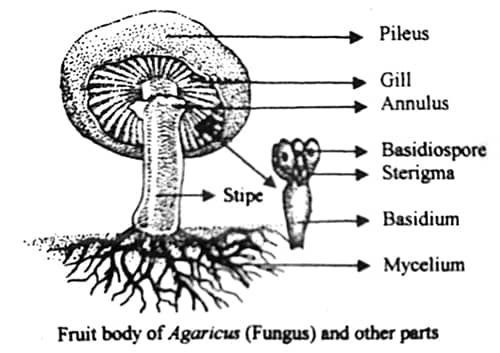 Pileus
Gill
Annulus
Basidiospore
Sterigma
Stipe
Basidium
Mycelium
Fruit body of Agaricus (Fungus) and other parts